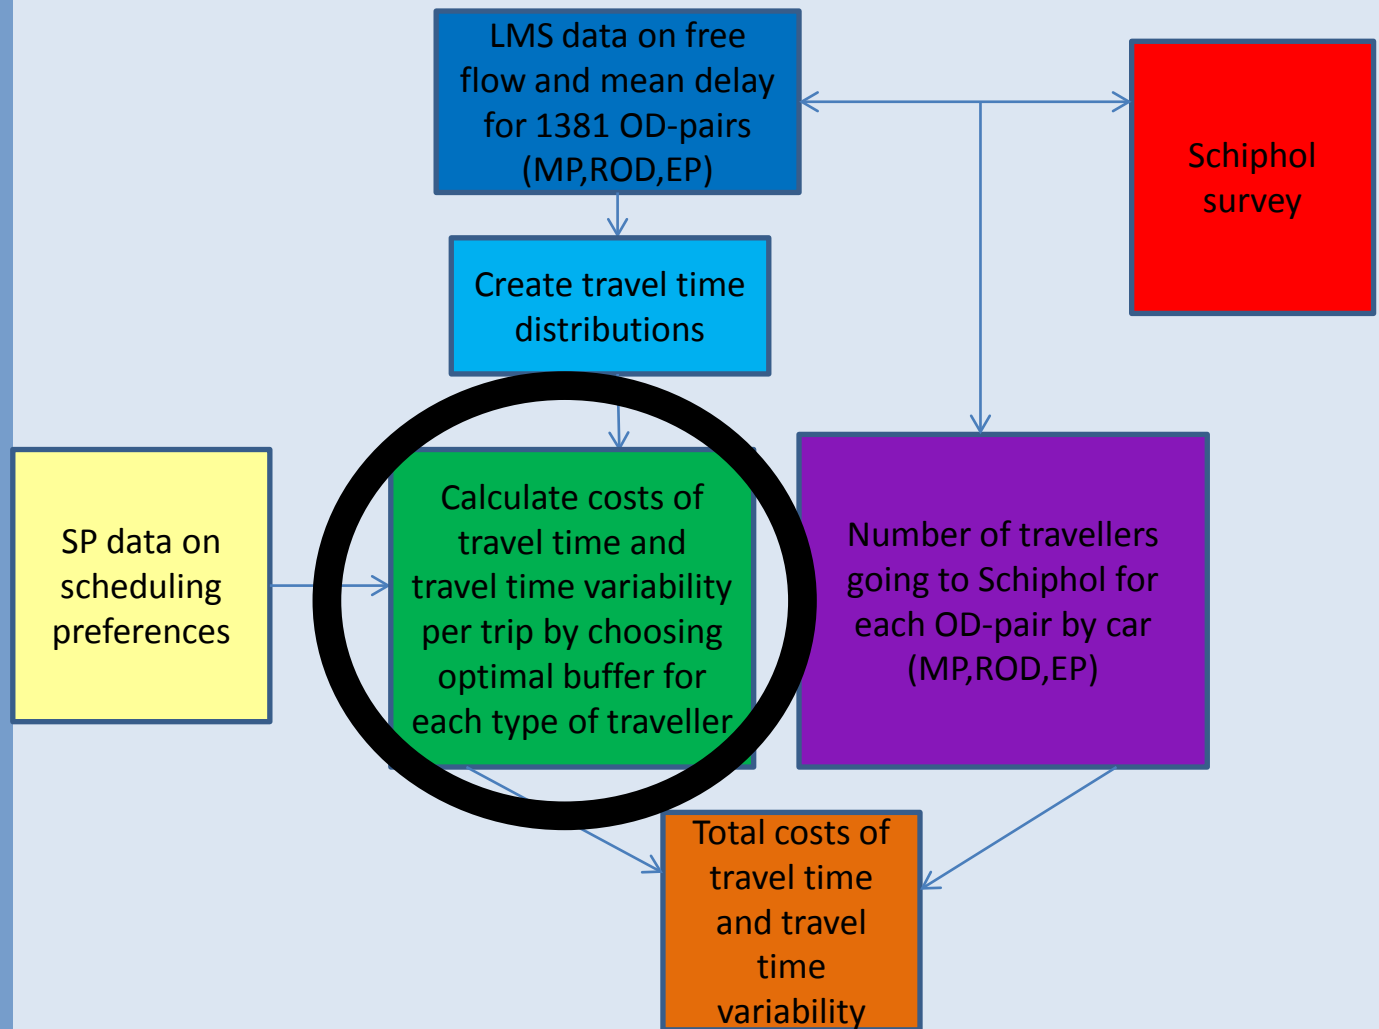 LMS data on free
flow and mean delay
for 1381 OD-pairs
(MP,ROD,EP)
Schiphol
survey
Create travel time
distributions
SP data on
scheduling
preferences
Calculate costs of
travel time and
travel time variability
per trip by choosing
optimal buffer for
each type of traveller
Number of travellers
going to Schiphol for
each OD-pair by car
(MP,ROD,EP)
Total costs of
travel time
and travel
time
variability